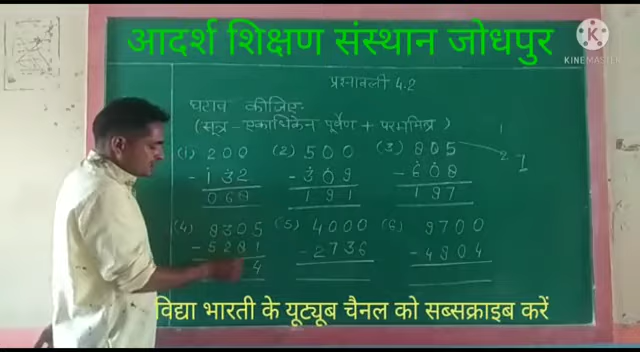 आदर्श शिक्षण संस्थान जोधपुर
KINEMASTER
प्रश्नावली 4.2
घटाव कीजिए-
(सूत्र - एकाधिकेन पूर्वेण + परममित्र)
(1) 200 (2) 500 (3) 805
- 132 - 309 - 608
068 191 197
(4) 8305 (5) 4000 (6) 9700
- 5281 - 2736 - 4904
4
विद्या भारती के यूट्यूब चैनल को सब्सक्राइब करें